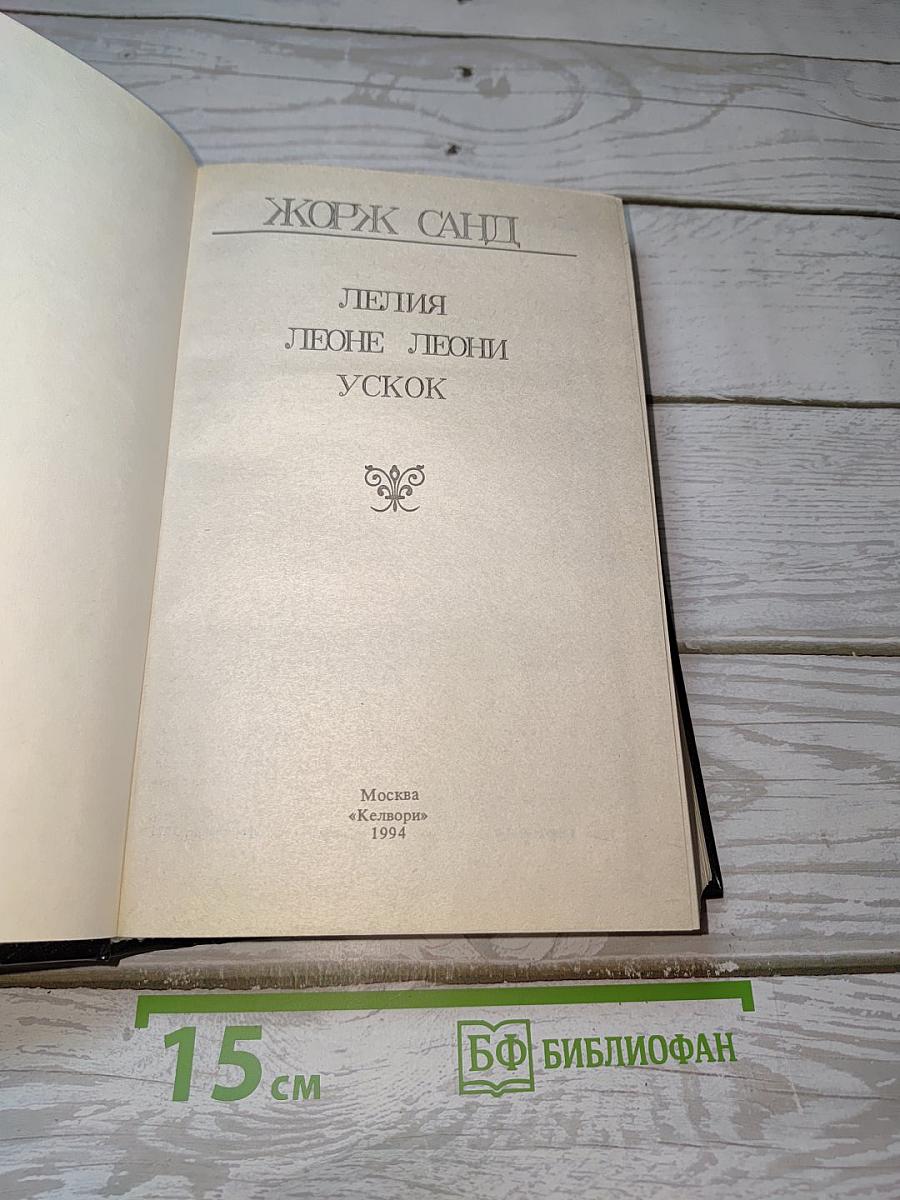 ЖОРЖ САНД
ЛЕЛИЯ
ЛЕОНЕ ЛЕОНИ
УСКОК
Москва
«Келвори»
1994
15 см
БФ БИБЛИОФАН